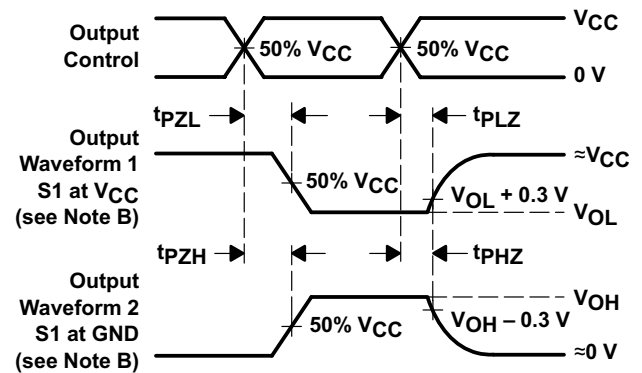 Output
Control
50% VCC
50% VCC
VCC
0 V
tPZL
tPLZ
Output
Waveform 1
S1 at VCC
(see Note B)
50% VCC
≈VCC
VOL + 0.3 V
VOL
tPZH
tPHZ
Output
Waveform 2
S1 at GND
(see Note B)
50% VCC
VOH
VOH – 0.3 V
≈0 V